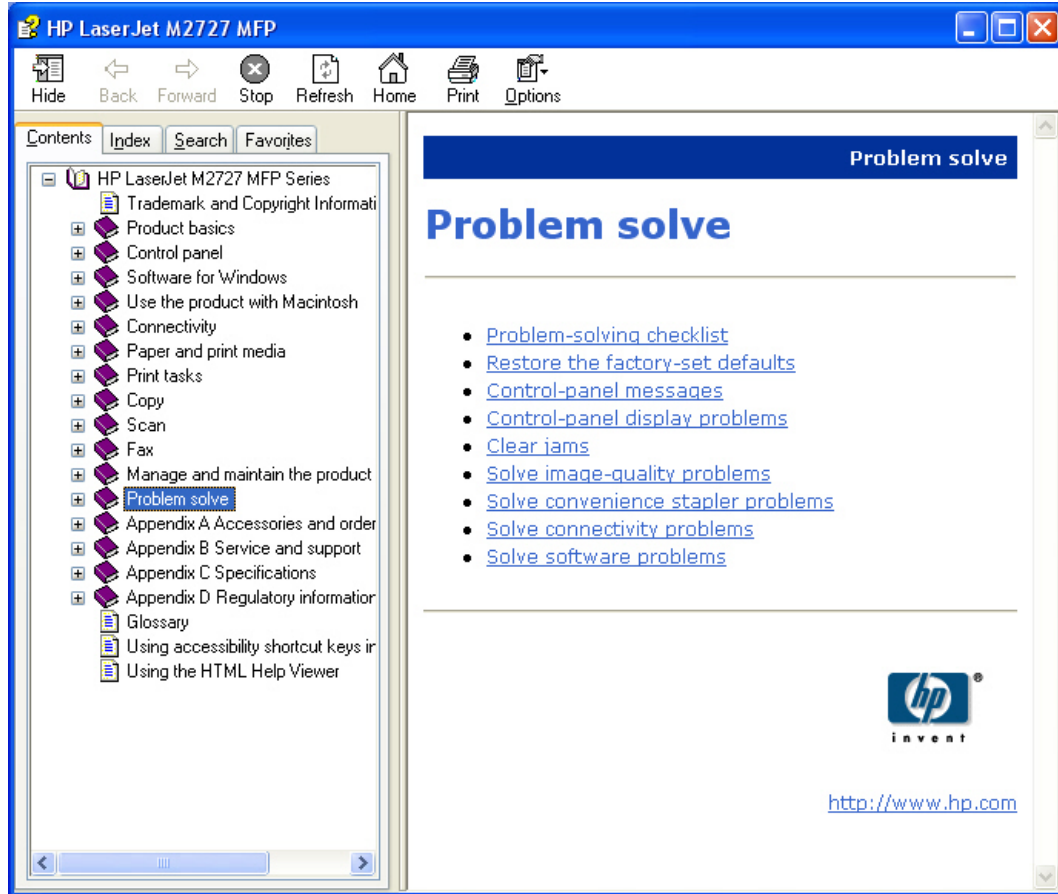 HP LaserJet M2727 MFP
Hide Back Forward Stop Refresh Home Print Options
Contents Index Search Favorites
HP LaserJet M2727 MFP Series
Trademark and Copyright Informati
Product basics
Control panel
Software for Windows
Use the product with Macintosh
Connectivity
Paper and print media
Print tasks
Copy
Scan
Fax
Manage and maintain the product
Problem solve
Appendix A Accessories and order
Appendix B Service and support
Appendix C Specifications
Appendix D Regulatory information
Glossary
Using accessibility shortcut keys in
Using the HTML Help Viewer
Problem solve
Problem solve
Problem-solving checklist
Restore the factory-set defaults
Control-panel messages
Control-panel display problems
Clear jams
Solve image-quality problems
Solve convenience stapler problems
Solve connectivity problems
Solve software problems
hp®
invent
http://www.hp.com